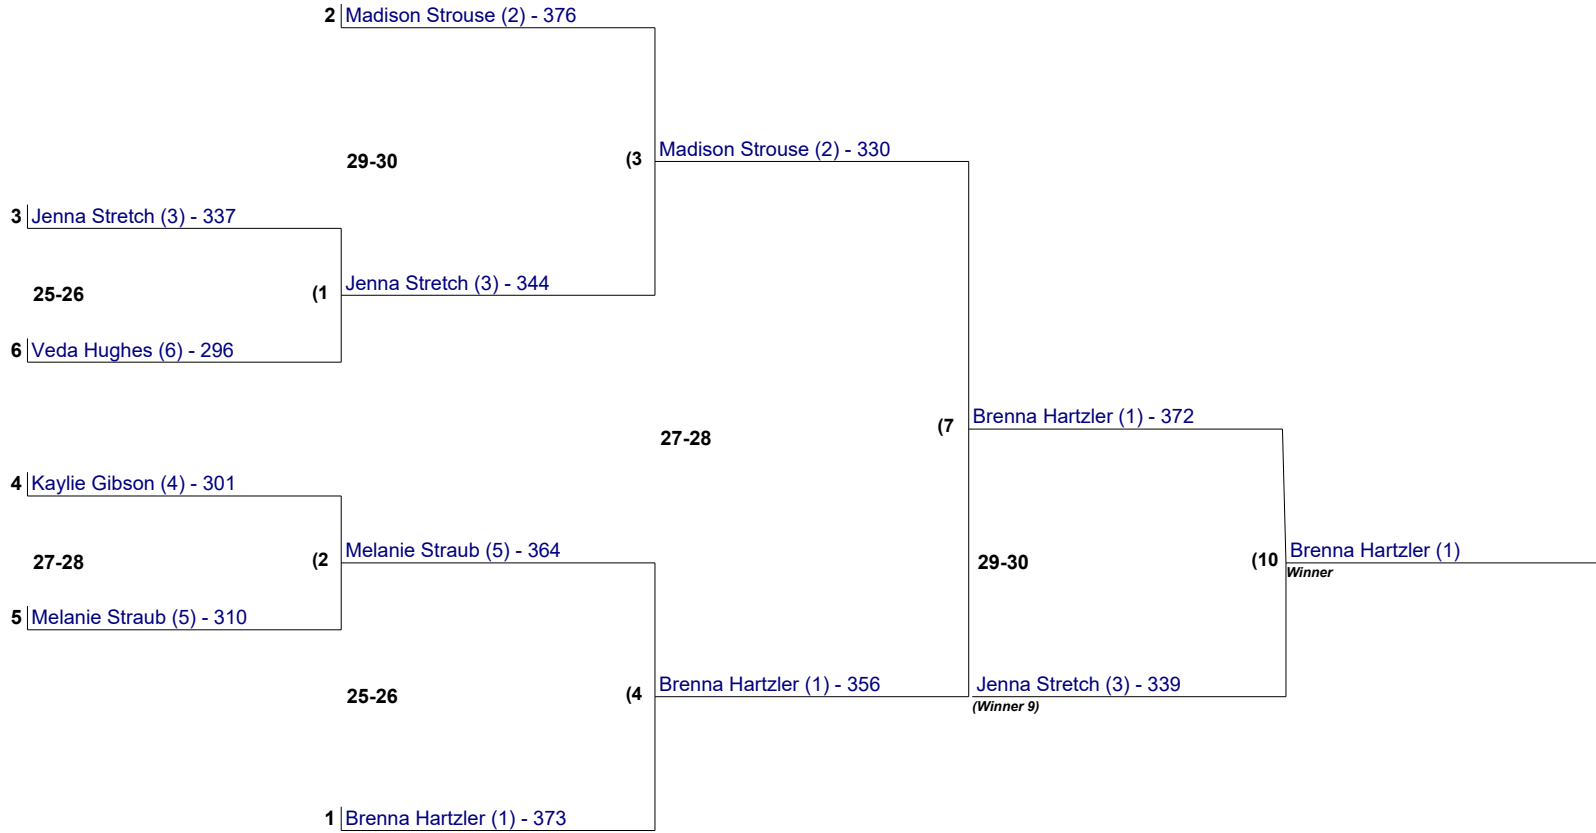 2 Madison Strouse (2) - 376
29-30 (3 Madison Strouse (2) - 330
3 Jenna Stretch (3) - 337
25-26 (1 Jenna Stretch (3) - 344
6 Veda Hughes (6) - 296
27-28 (7 Brenna Hartzler (1) - 372
4 Kaylie Gibson (4) - 301
27-28 (2 Melanie Straub (5) - 364
29-30 (10 Brenna Hartzler (1)
Winner
5 Melanie Straub (5) - 310
25-26 (4 Brenna Hartzler (1) - 356
Jenna Stretch (3) - 339
(Winner 9)
1 Brenna Hartzler (1) - 373